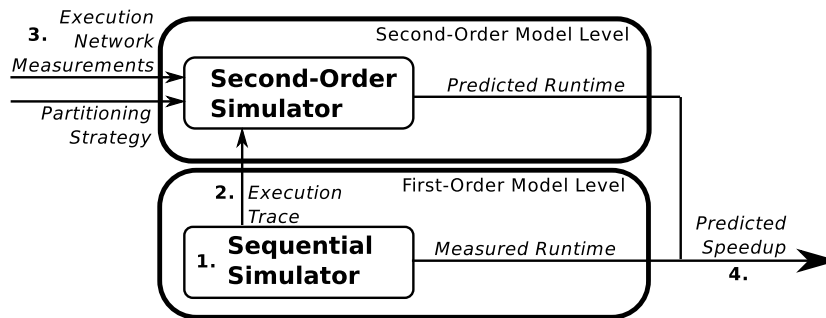 Execution
3. Network
Measurements
Partitioning
Strategy
Second-Order Model Level
Second-Order
Simulator
Predicted Runtime
2. Execution
Trace
First-Order Model Level
1. Sequential
Simulator
Measured Runtime
Predicted
Speedup
4.